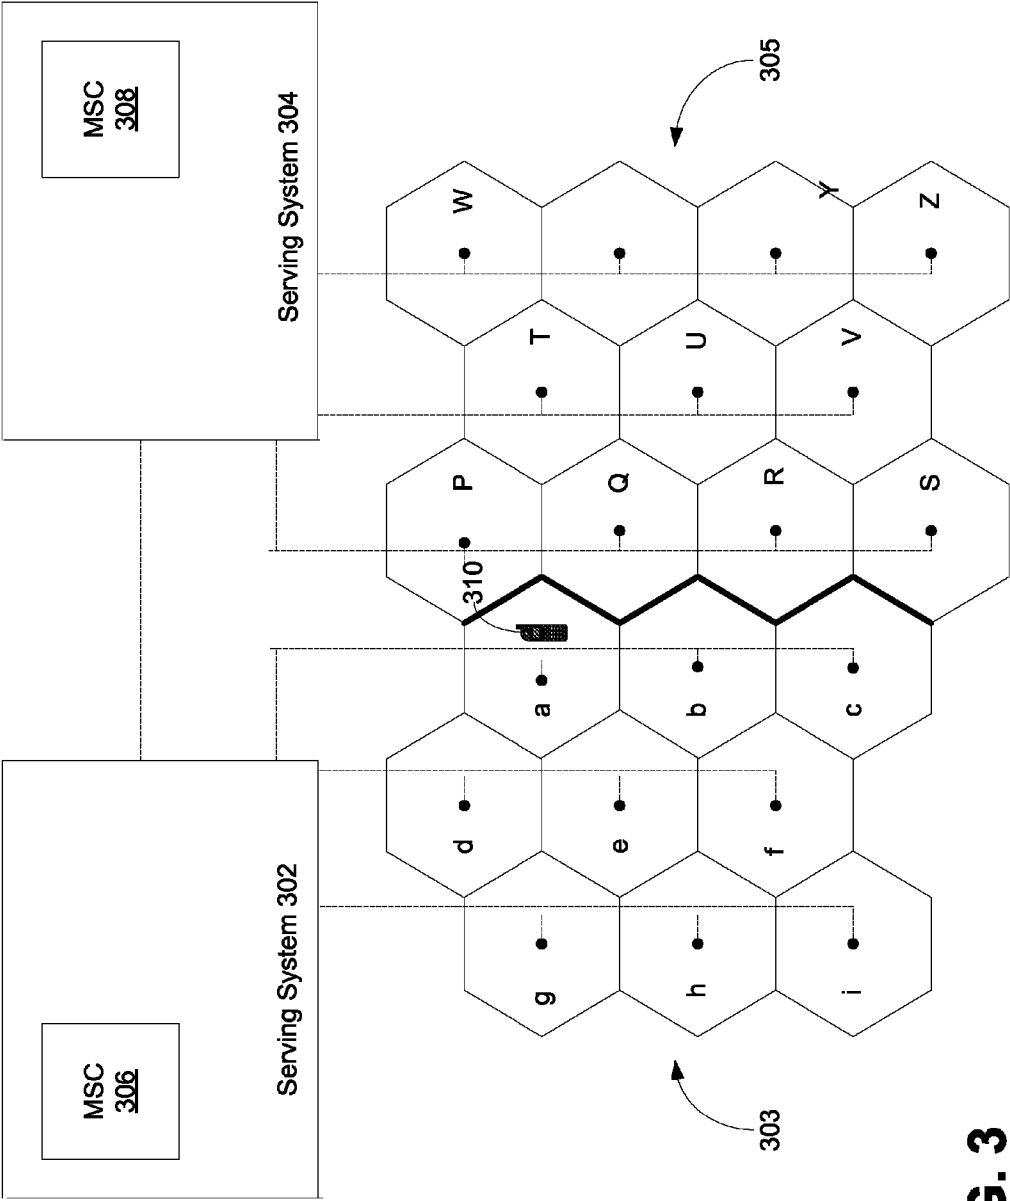 MSC
306
MSC
308
Serving System 302
Serving System 304
d
310
P
W
g
a
T
e
Q
h
b
U
303
f
R
305
Y
i
c
V
S
Z
G. 3